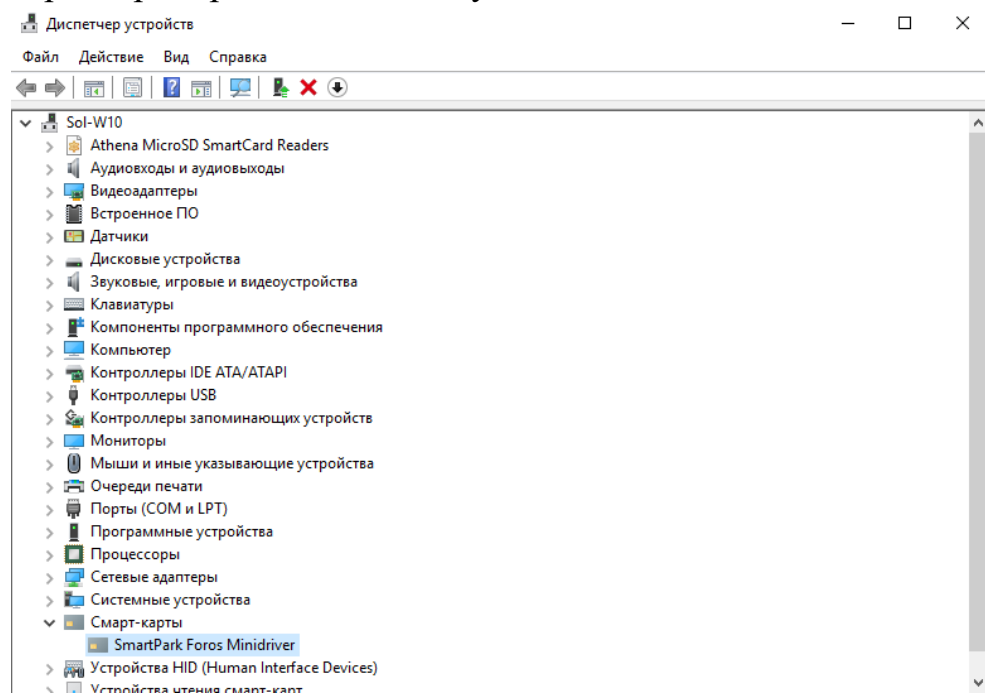 Диспетчер устройств
Файл Действие Вид Справка
Sol-W10
Athena MicroSD SmartCard Readers
Аудиовходы и аудиовыходы
Видеоадаптеры
Встроенное ПО
Датчики
Дисковые устройства
Звуковые, игровые и видеоустройства
Клавиатуры
Компоненты программного обеспечения
Компьютер
Контроллеры IDE ATA/ATAPI
Контроллеры USB
Контроллеры запоминающих устройств
Мониторы
Мыши и иные указывающие устройства
Очереди печати
Порты (COM и LPT)
Программные устройства
Процессоры
Сетевые адаптеры
Системные устройства
Смарт-карты
SmartPark Foros Minidriver
Устройства HID (Human Interface Devices)
Устройства чтения смарт-карт